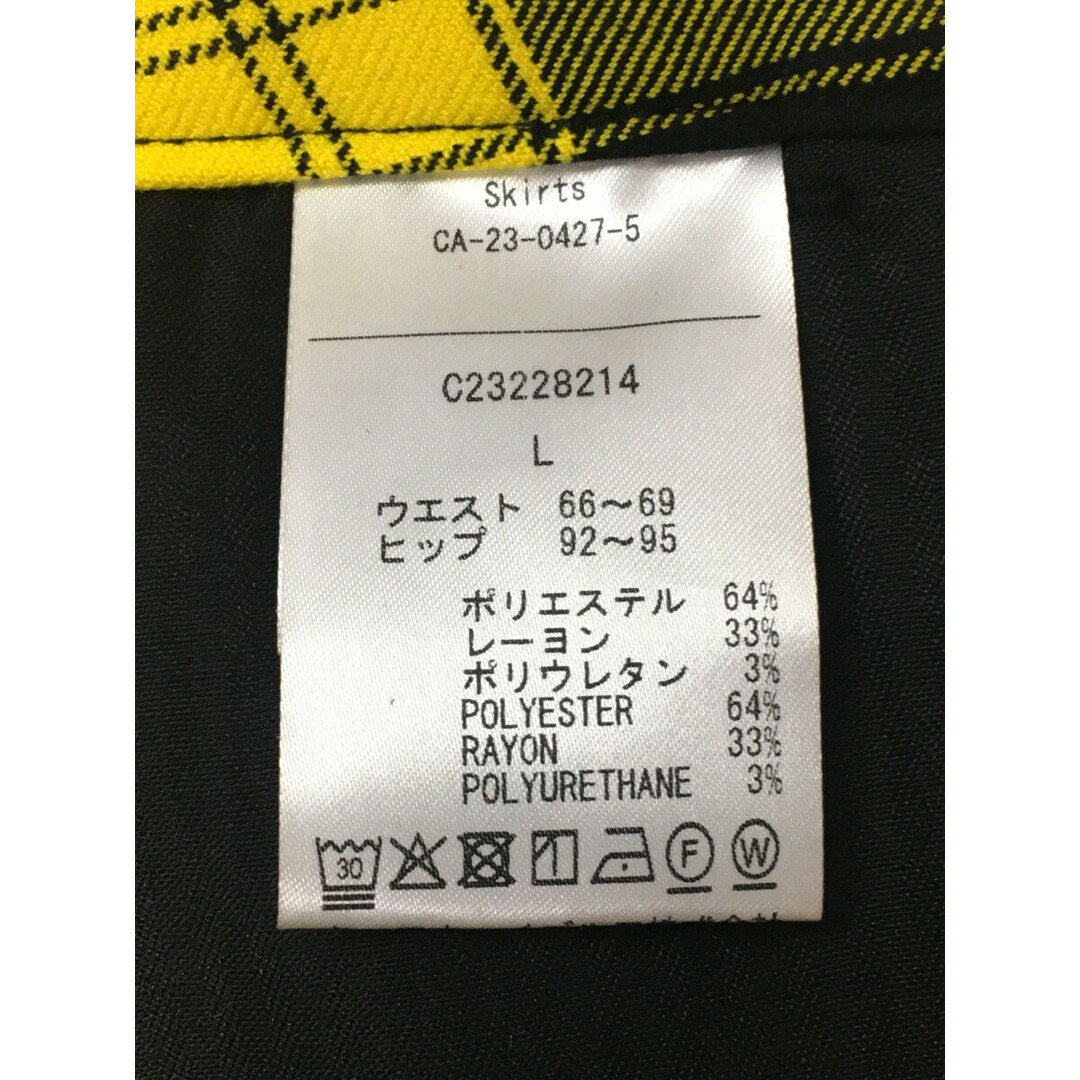 Skirts
CA-23-0427-5
C23228214
L
ウエスト 66〜69
ヒップ 92〜95
ポリエステル 64%
レーヨン 33%
ポリウレタン 3%
POLYESTER 64%
RAYON 33%
POLYURETHANE 3%
30 F W